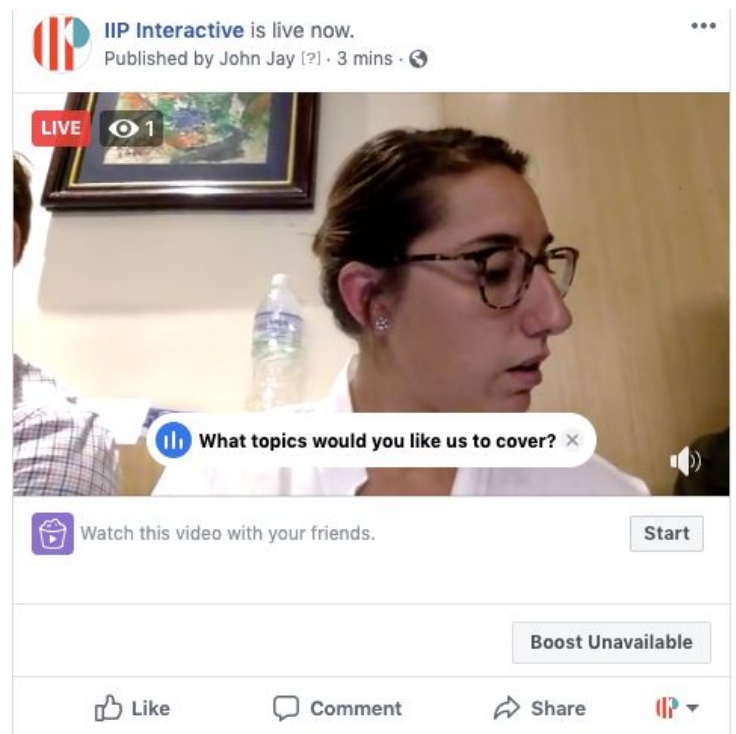 IIP Interactive is live now.
Published by John Jay [?] · 3 mins ·
LIVE 1
What topics would you like us to cover?
Watch this video with your friends.
Start
Boost Unavailable
Like Comment Share